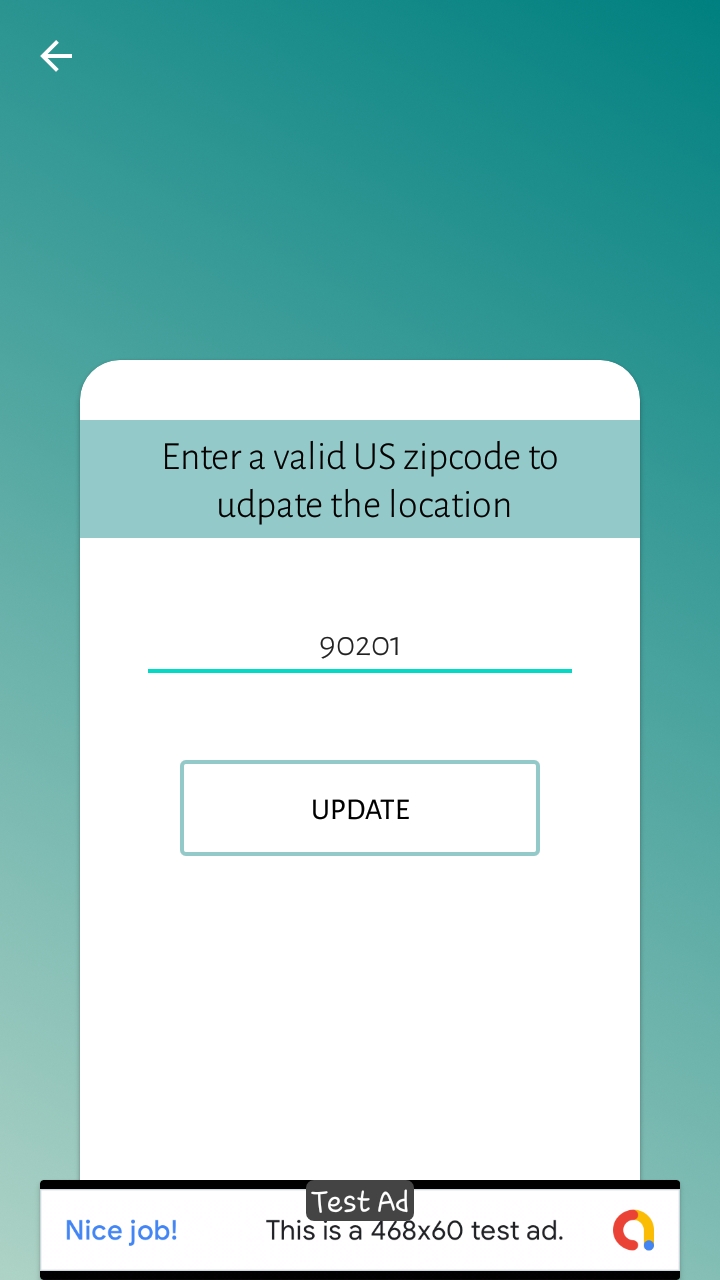 Enter a valid US zipcode to
udpate the location
90201
UPDATE
Test Ad
Nice job!
This is a 468x60 test ad.